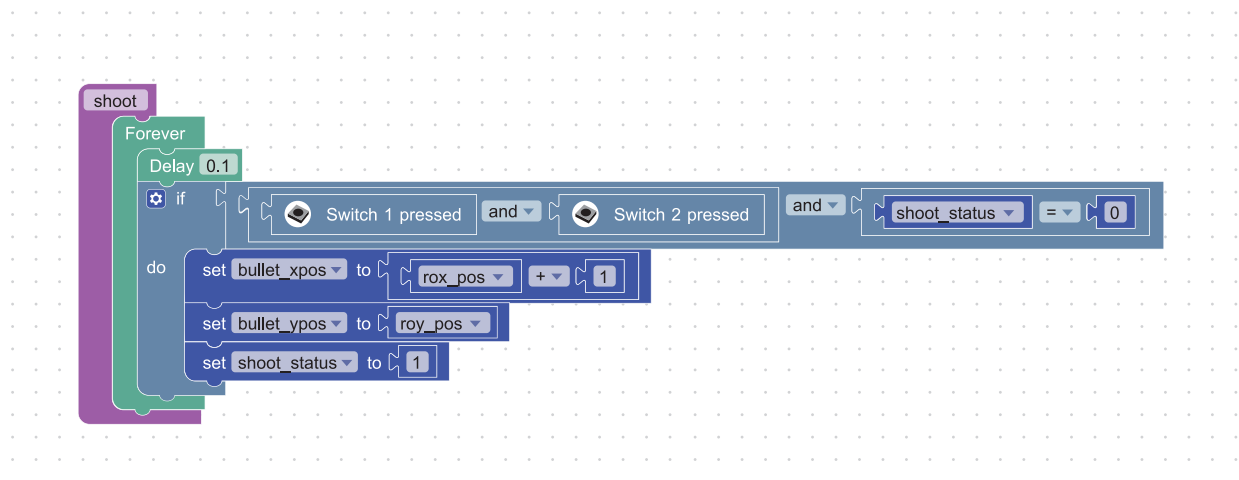 shoot
Forever
Delay 0.1
if Switch 1 pressed and Switch 2 pressed and shoot_status = 0
do set bullet_xpos to rox_pos + 1
set bullet_ypos to roy_pos
set shoot_status to 1